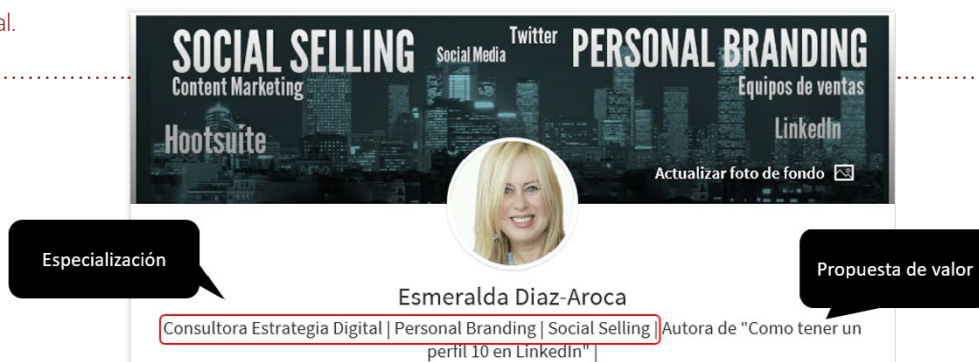 al.
SOCIAL SELLING
Social Media
Twitter
PERSONAL BRANDING
Content Marketing
Equipos de ventas
Hootsuite
LinkedIn
Actualizar foto de fondo
Especialización
Propuesta de valor
Esmeralda Diaz-Aroca
Consultora Estrategia Digital | Personal Branding | Social Selling | Autora de "Como tener un
perfil 10 en LinkedIn" |